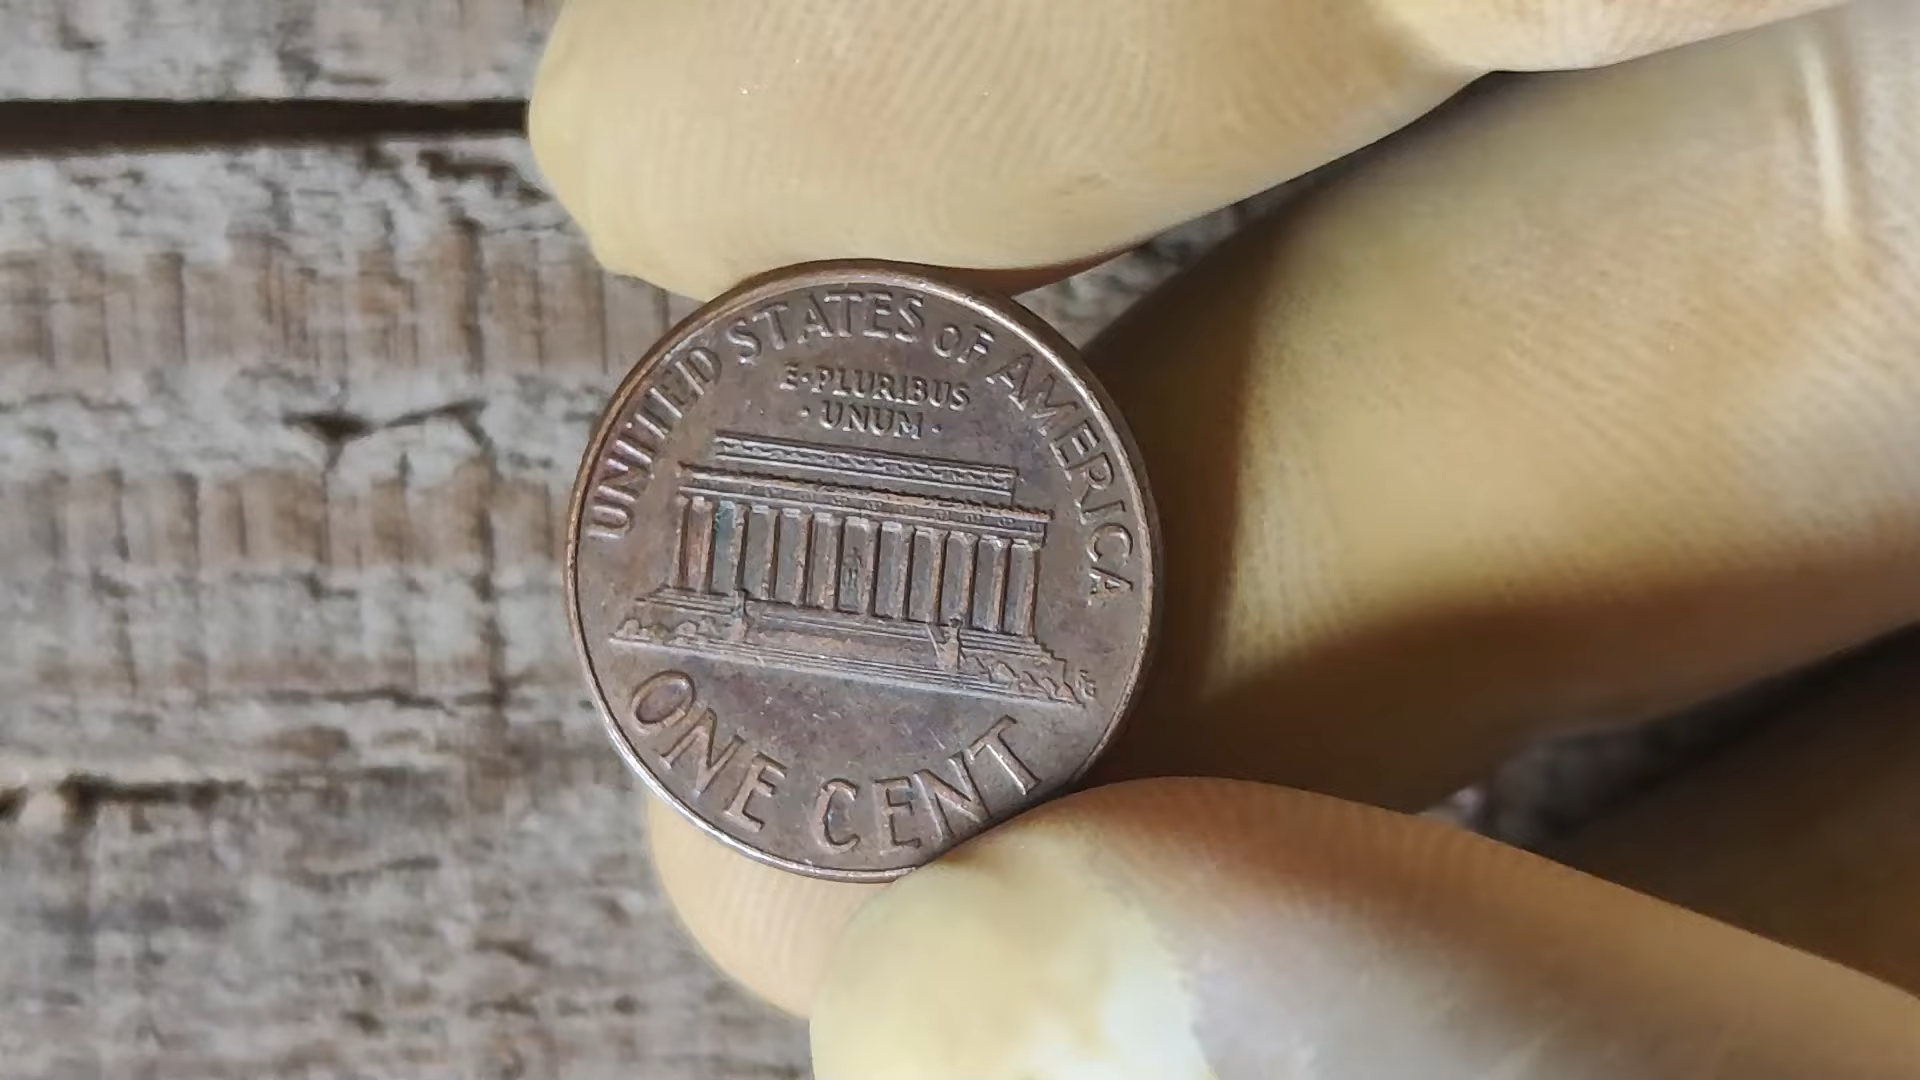 UNITED STATES OF AMERICA
E·PLURIBUS
·UNUM·
ONE CENT